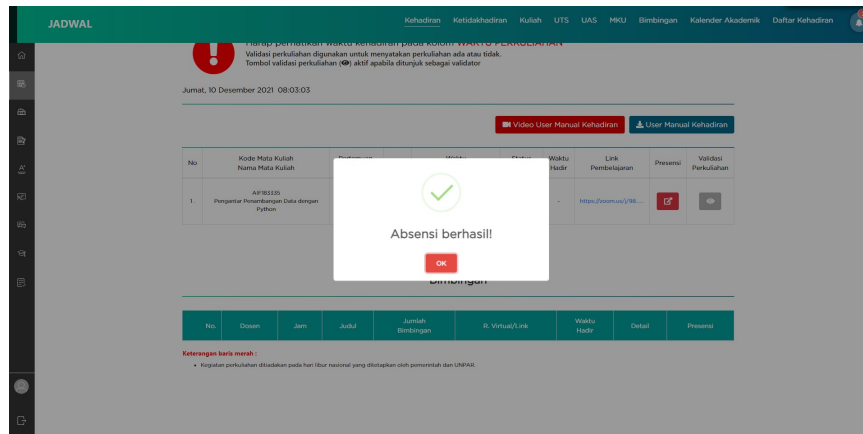 JADWAL
Kehadiran Ketidakhadiran Kuliah UTS UAS MKU Bimbingan Kalender Akademik Daftar Kehadiran
Harap perhatikan waktu kehadiran pada kolom WAKTU PERKULIAHAN
Validasi perkuliahan digunakan untuk menyatakan perkuliahan ada atau tidak.
Tombol validasi perkuliahan () aktif apabila ditunjuk sebagai validator
Jumat, 10 Desember 2021 08:03:03
Video User Manual Kehadiran
User Manual Kehadiran
No
Kode Mata Kuliah
Nama Mata Kuliah
Waktu
Hadir
Link
Pembelajaran
Presensi
Validasi
Perkuliahan
1.
AIF183335
Pengantar Penambangan Data dengan
Python
-
https://zoom.us/j/98....
Absensi berhasil!
OK
Bimbingan
No. Dosen Jam Judul
Jumlah
Bimbingan
R. Virtual/Link
Waktu
Hadir
Detail Presensi
Keterangan baris merah :
• Kegiatan perkuliahan ditiadakan pada hari libur nasional yang ditetapkan oleh pemerintah dan UNPAR.